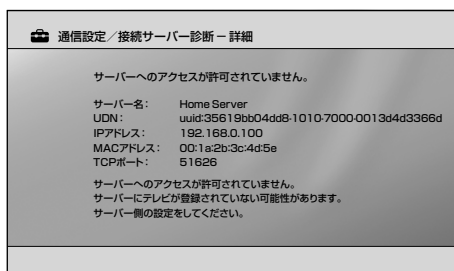 通信設定／接続サーバー診断－詳細
サーバーへのアクセスが許可されていません。
サーバー名： Home Server
UDN： uuid:35619bb04dd8-1010-7000-0013d4d3366d
IPアドレス： 192.168.0.100
MACアドレス： 00:1a:2b:3c:4d:5e
TCPポート： 51626
サーバーへのアクセスが許可されていません。
サーバーにテレビが登録されていない可能性があります。
サーバー側の設定をしてください。